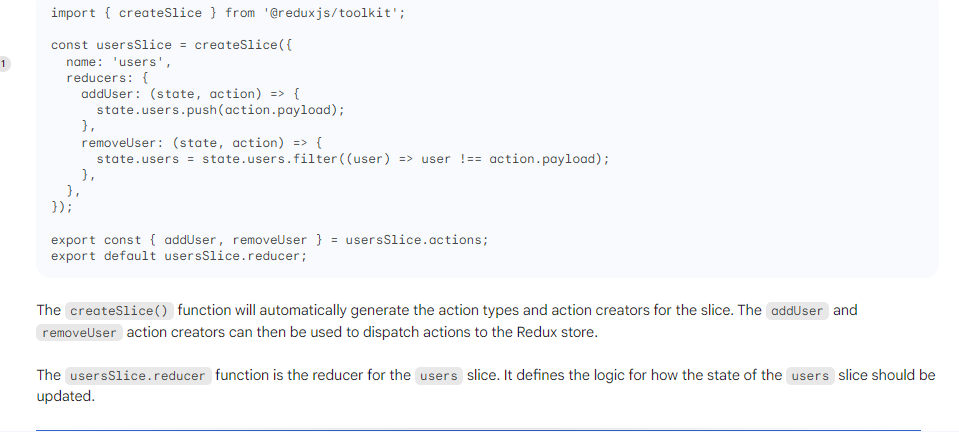 import { createSlice } from '@reduxjs/toolkit';
const usersSlice = createSlice({
1
name: 'users',
reducers: {
addUser: (state, action) => {
state.users.push(action.payload);
},
removeUser: (state, action) => {
state.users = state.users.filter((user) => user !== action.payload);
},
},
});
export const { addUser, removeUser } = usersSlice.actions;
export default usersSlice.reducer;
The createSlice() function will automatically generate the action types and action creators for the slice. The addUser and
removeUser action creators can then be used to dispatch actions to the Redux store.
The usersSlice.reducer function is the reducer for the users slice. It defines the logic for how the state of the users slice should be
updated.